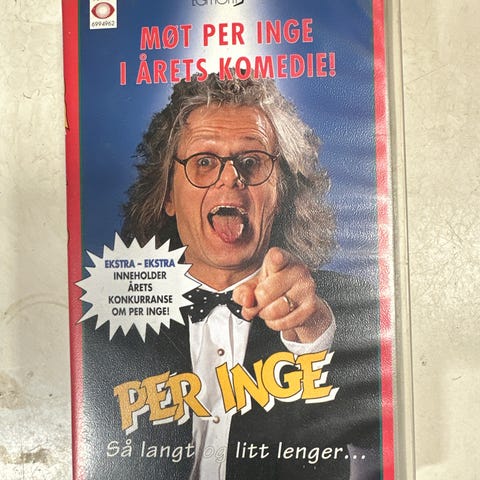 Egmont
6994962
MØT PER INGE
I ÅRETS KOMEDIE!
EKSTRA - EKSTRA
INNEHOLDER
ÅRETS
KONKURRANSE
OM PER INGE!
PER INGE
Så langt og litt lenger...